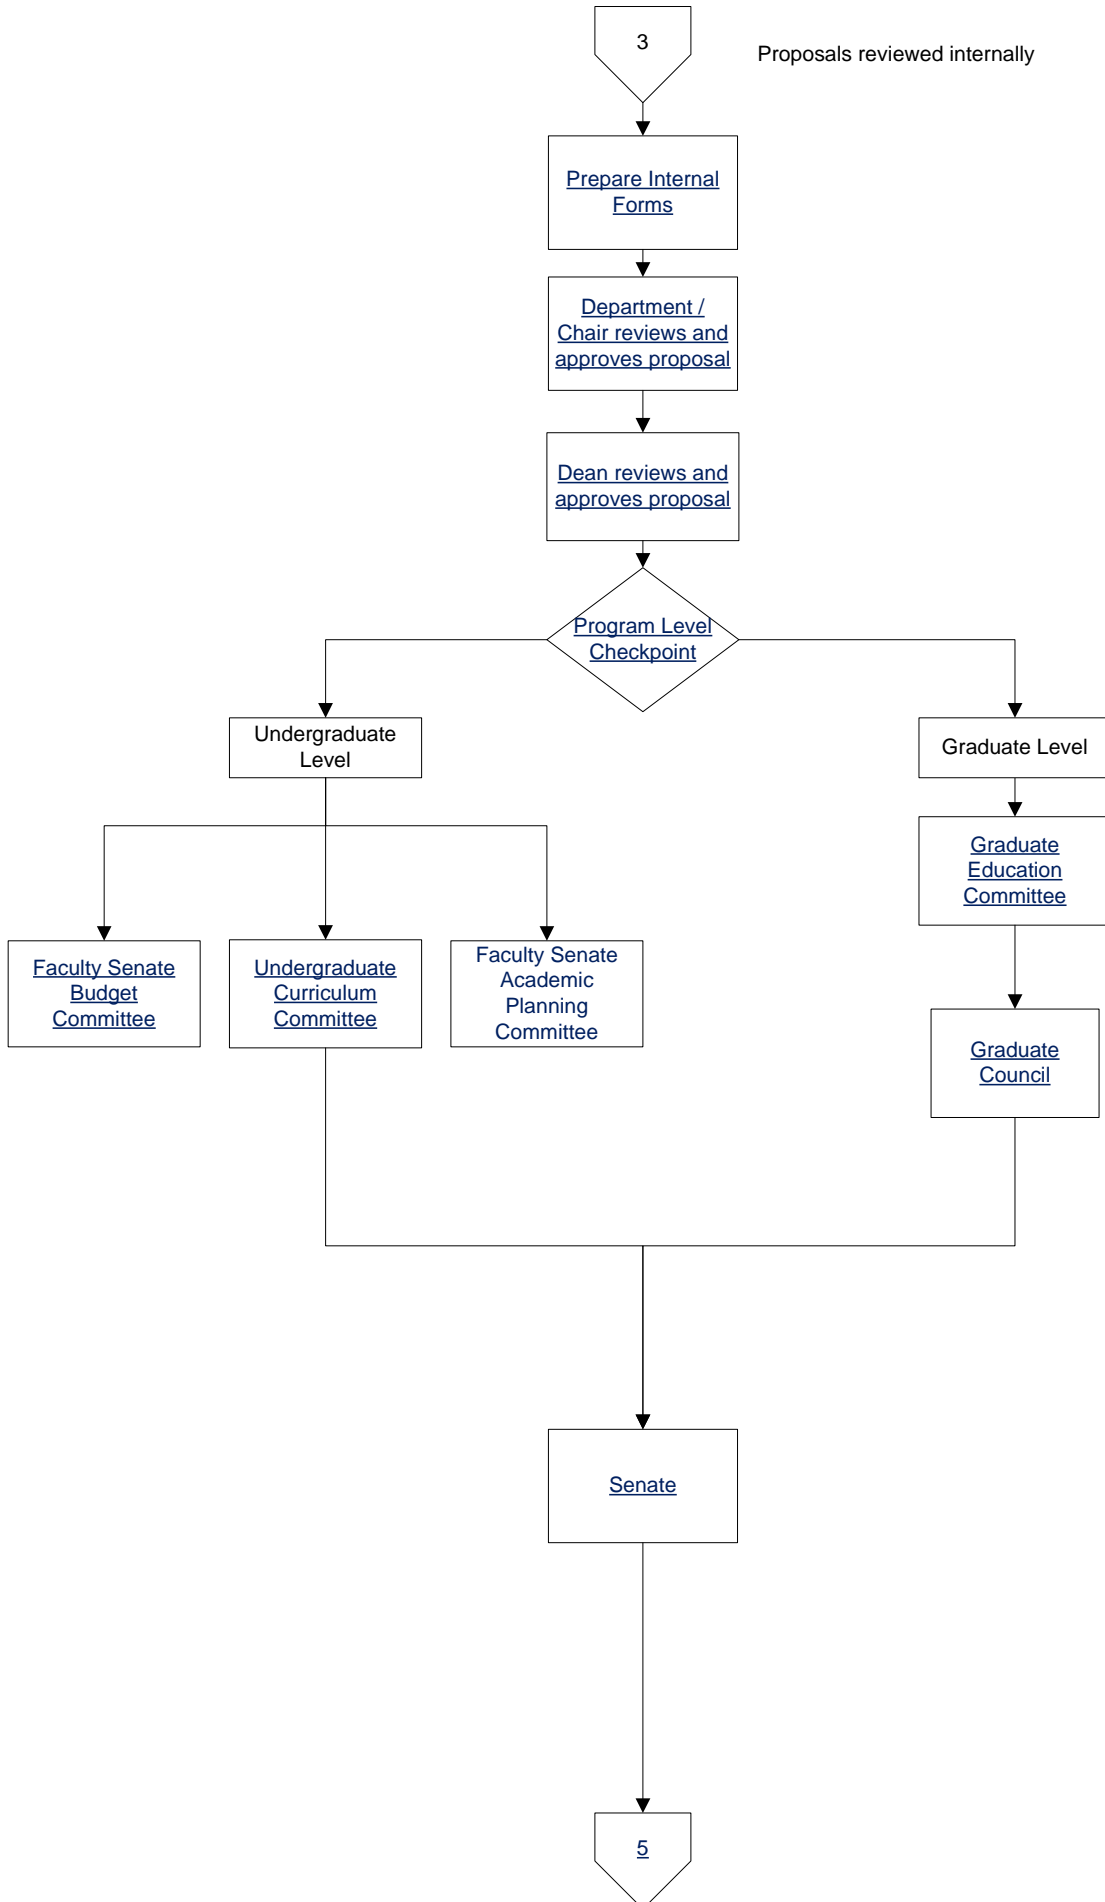 3
Proposals reviewed internally
Prepare Internal
Forms
Department /
Chair reviews and
approves proposal
Dean reviews and
approves proposal
Program Level
Checkpoint
Undergraduate
Level
Graduate Level
Graduate
Education
Committee
Faculty Senate
Budget
Committee
Undergraduate
Curriculum
Committee
Faculty Senate
Academic
Planning
Committee
Graduate
Council
Senate
5